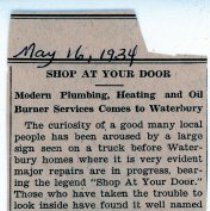 May 16, 1934
SHOP AT YOUR DOOR
Modern Plumbing, Heating and Oil
Burner Services Comes to Waterbury
The curiosity of a good many local
people has been aroused by a large
sign seen on a truck before Water-
bury homes where it is very evident
major repairs are in progress, bear-
ing the legend "Shop At Your Door."
Those who have taken the trouble to
look inside have found it well named